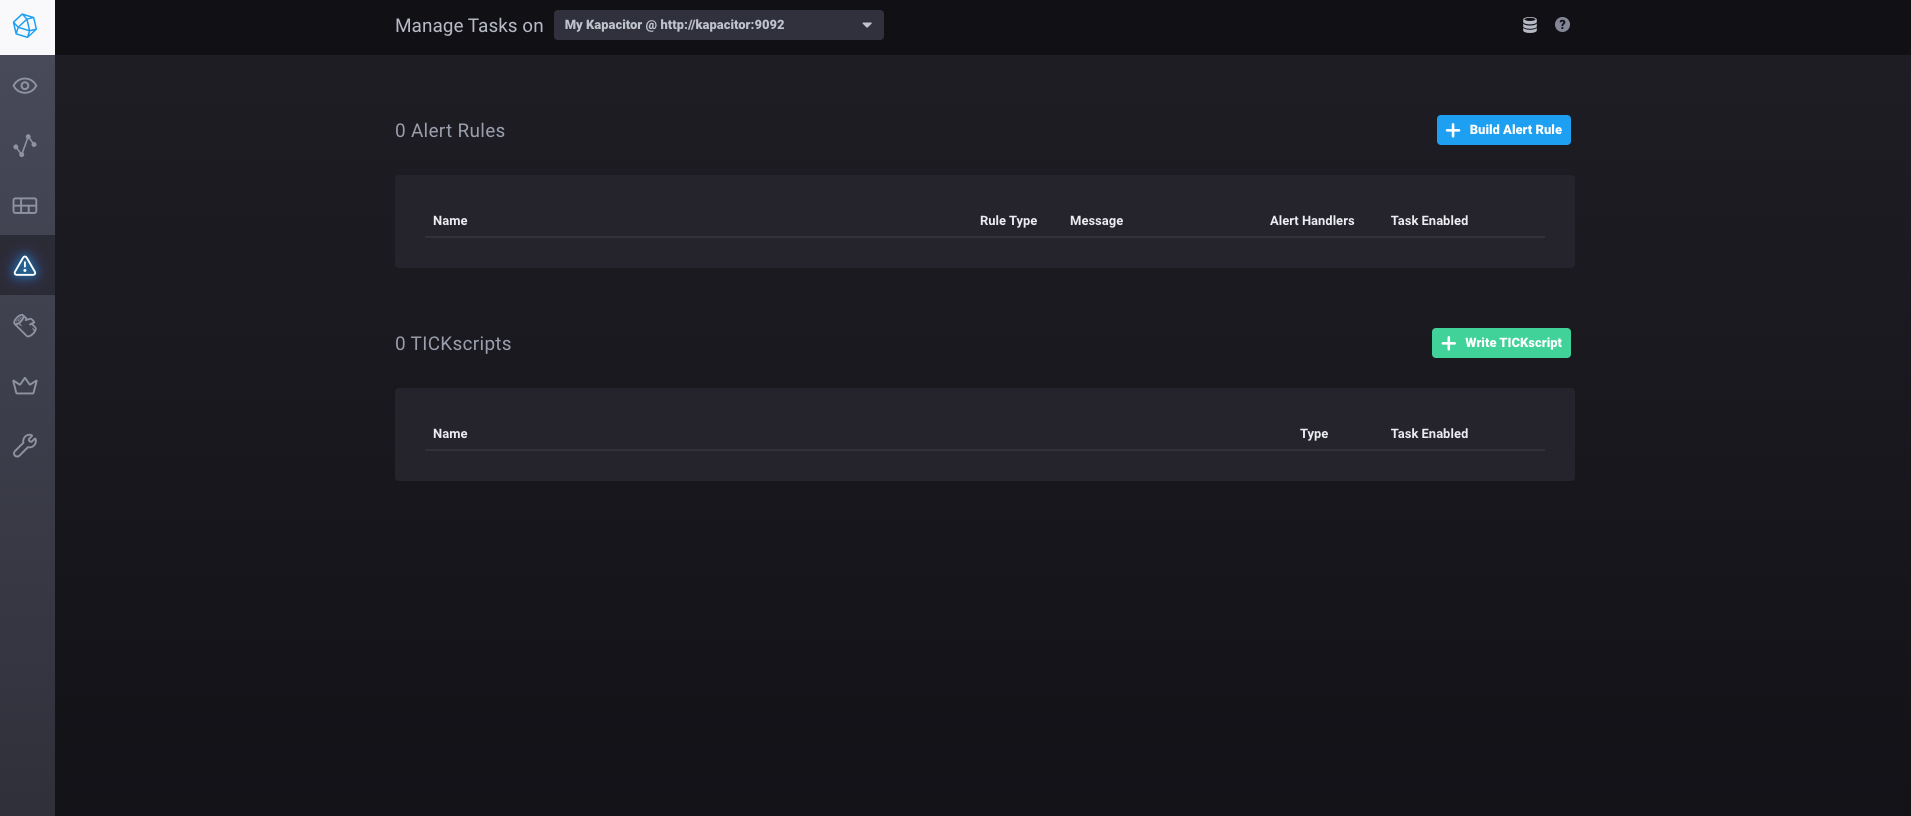 Manage Tasks on My Kapacitor @ http://kapacitor:9092 ?
0 Alert Rules Build Alert Rule
Name Rule Type Message Alert Handlers Task Enabled
0 TICKscripts Write TICKscript
Name Type Task Enabled